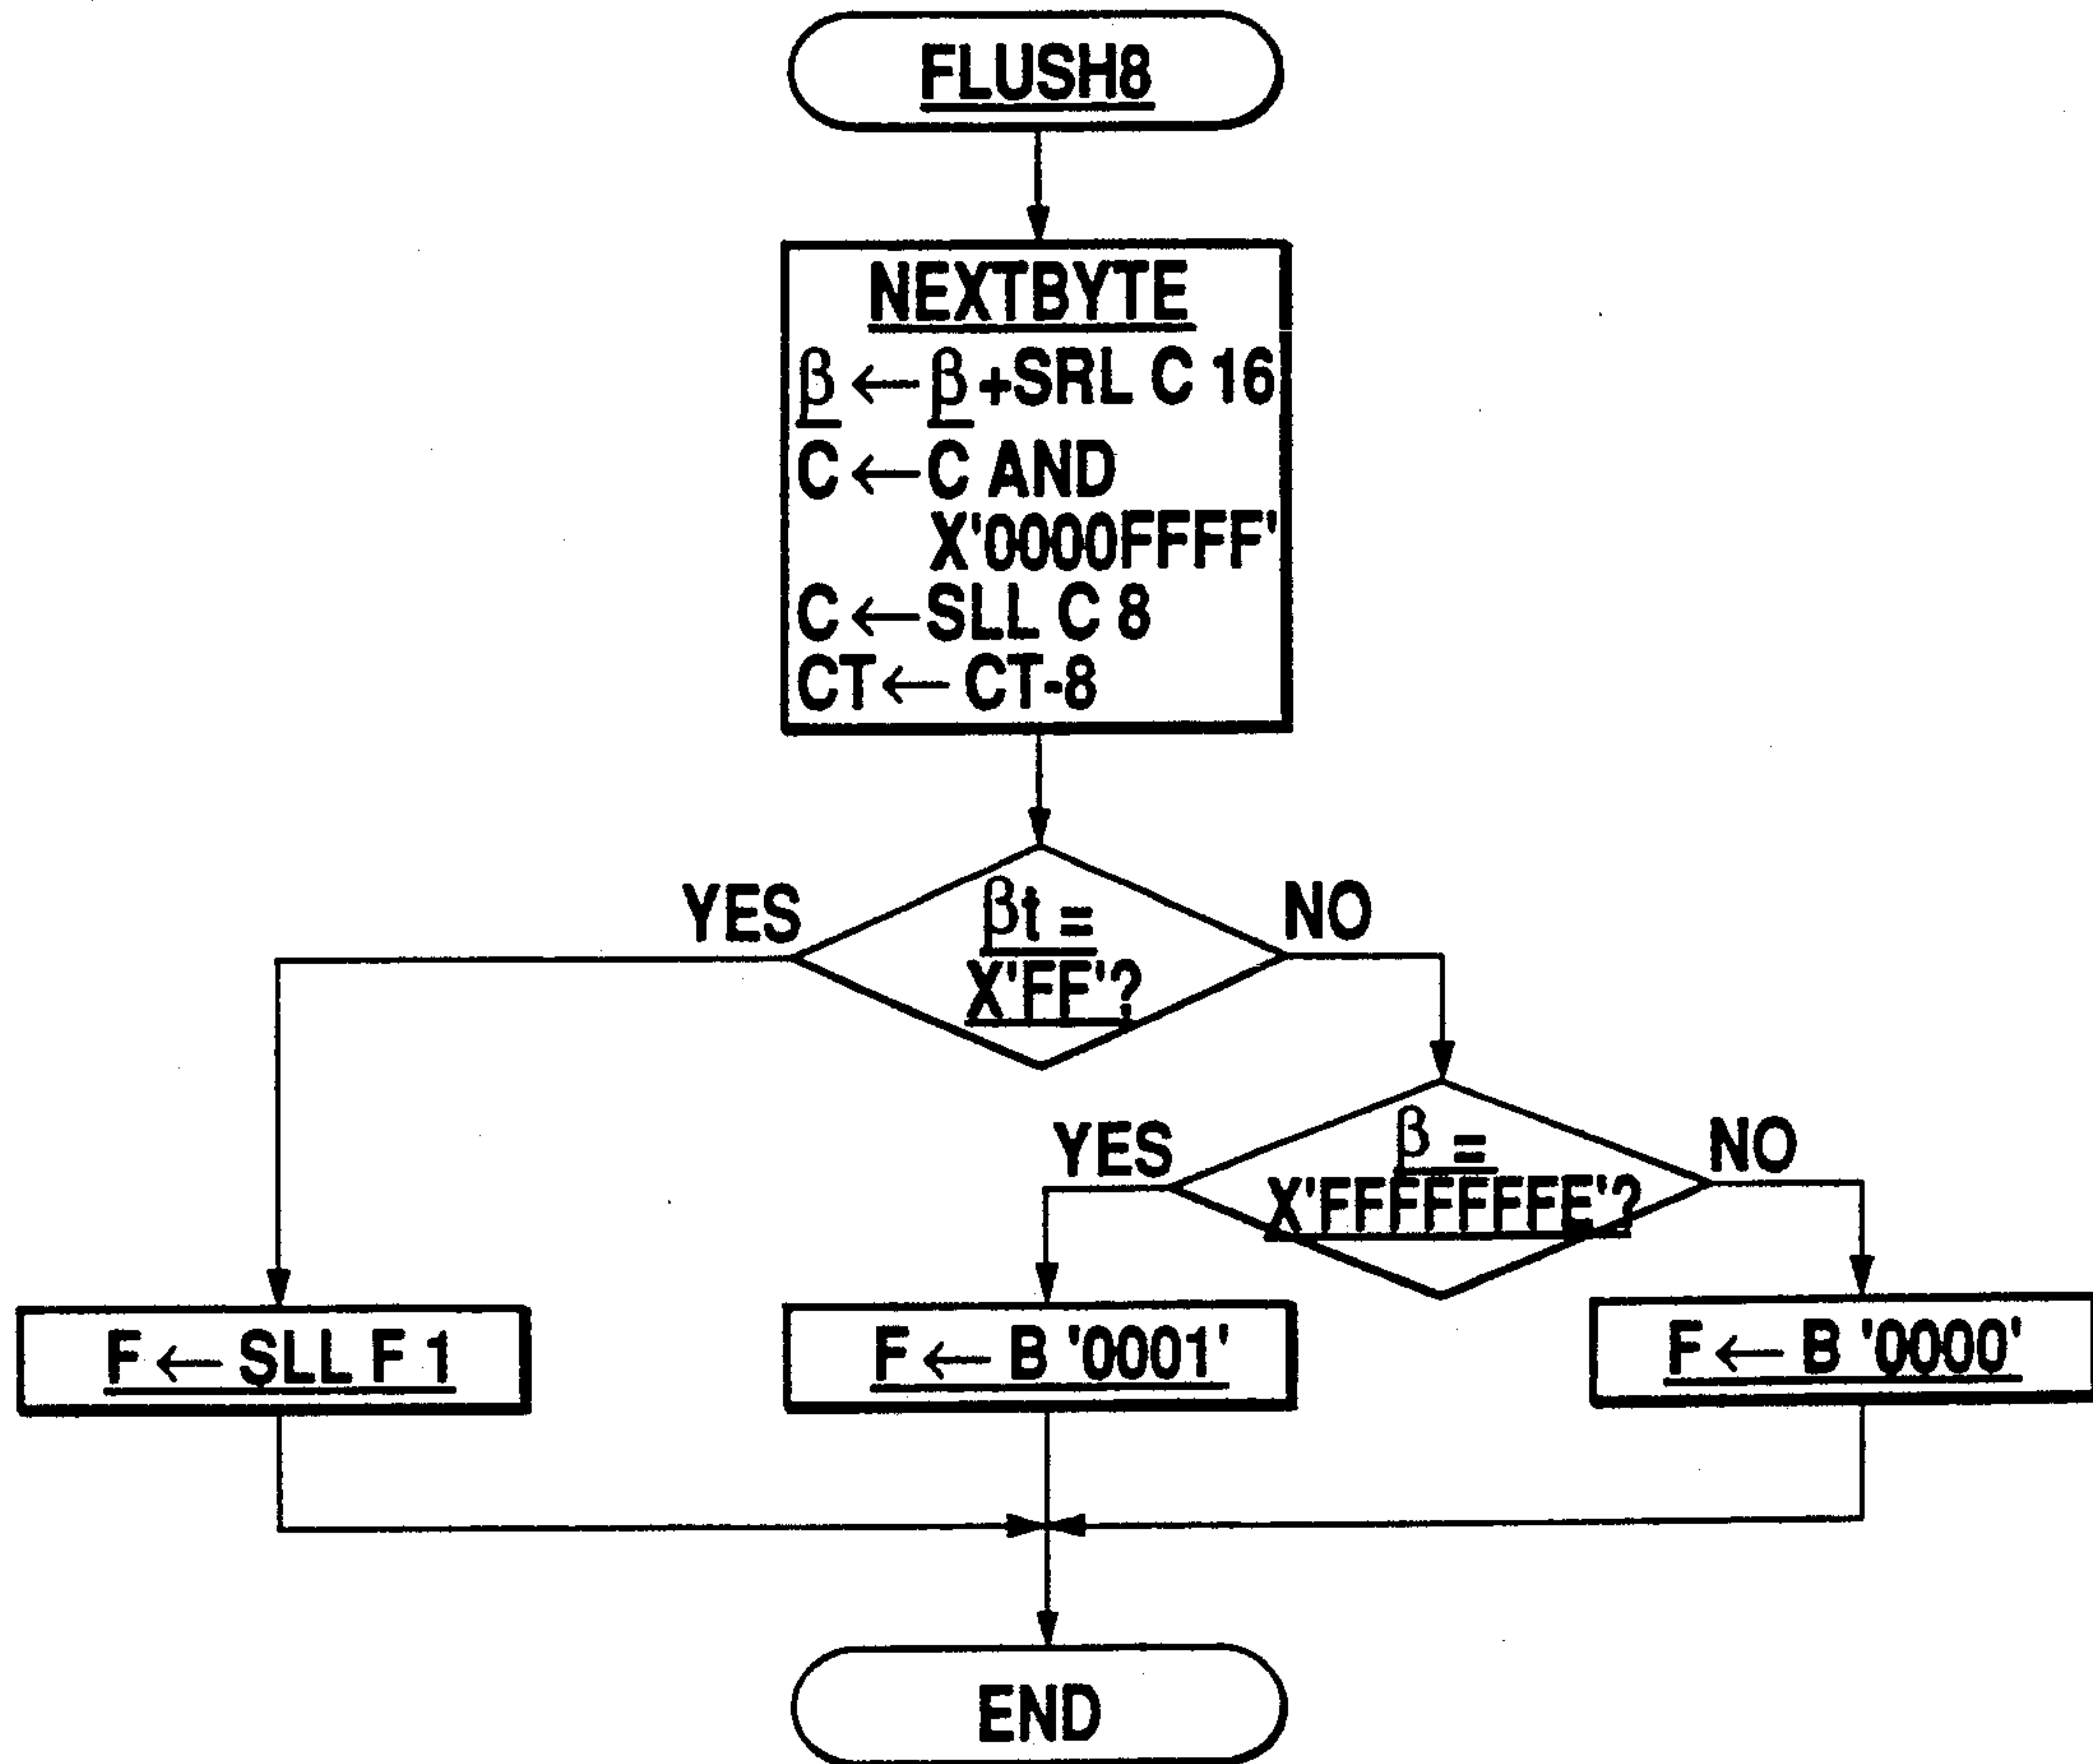 FLUSH8
NEXTBYTE
β ← β +SRL C 16
C ← C AND
X'0000FFFF'
C ← SLL C 8
CT ← CT-8
YES
βt =
X'FF'?
NO
YES
β =
X'FFFFFFFE'?
NO
F ← SLL F 1
F ← B '0001'
F ← B '0000'
END